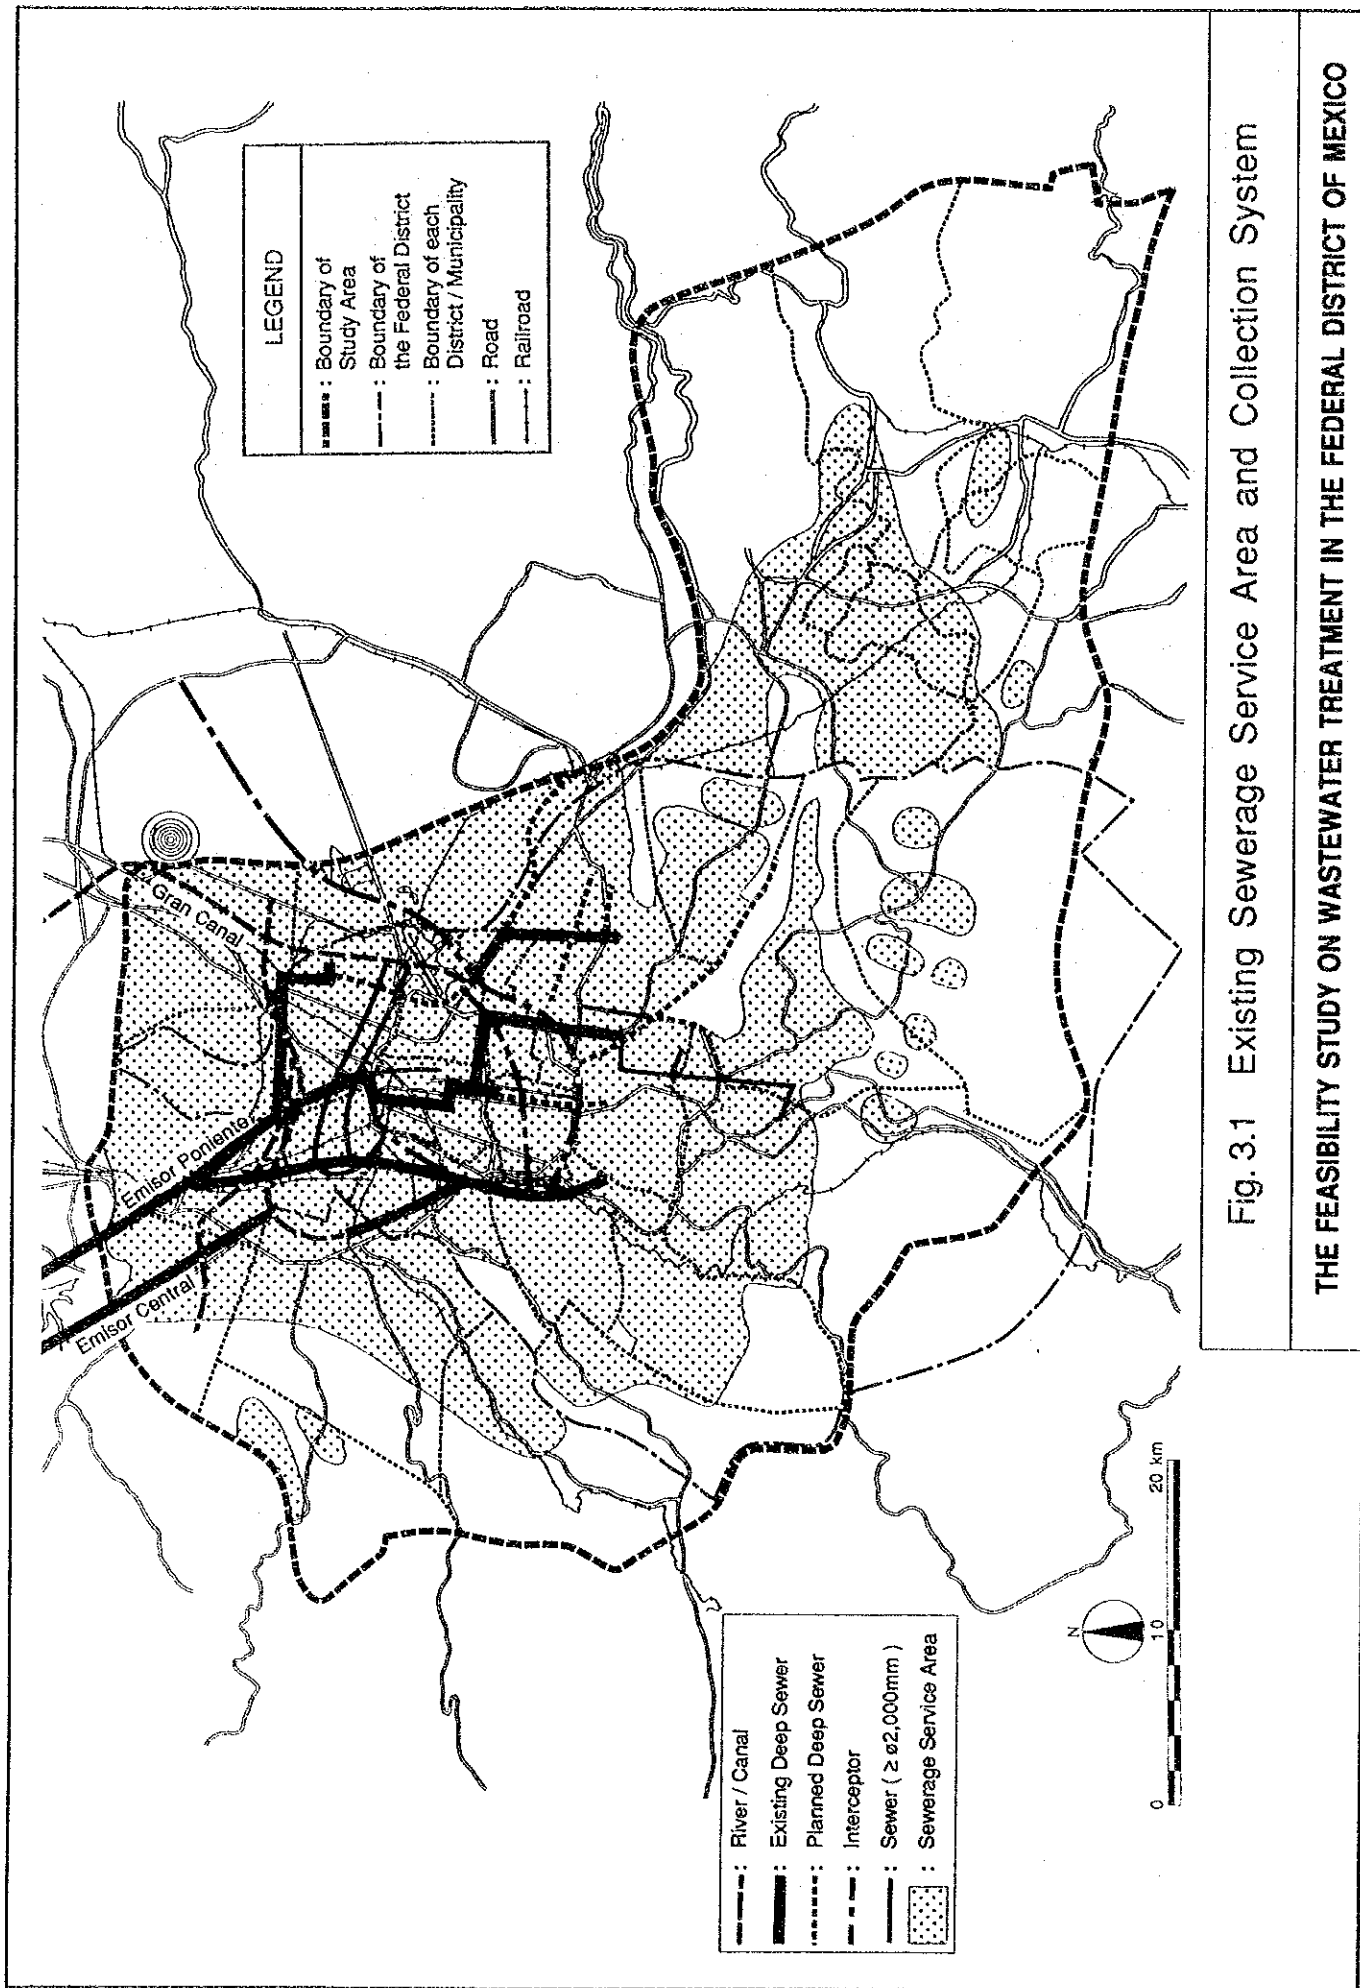 LEGEND
: Boundary of
Study Area
: Boundary of
the Federal District
: Boundary of each
District / Municipality
: Road
: Railroad
Gran Canal
Emisor Poniente
Emisor Central
: River / Canal
: Existing Deep Sewer
: Planned Deep Sewer
: Interceptor
: Sewer ( ≥ ø2,000mm )
: Sewerage Service Area
N
0 10 20 km
Fig. 3.1 Existing Sewerage Service Area and Collection System
THE FEASIBILITY STUDY ON WASTEWATER TREATMENT IN THE FEDERAL DISTRICT OF MEXICO